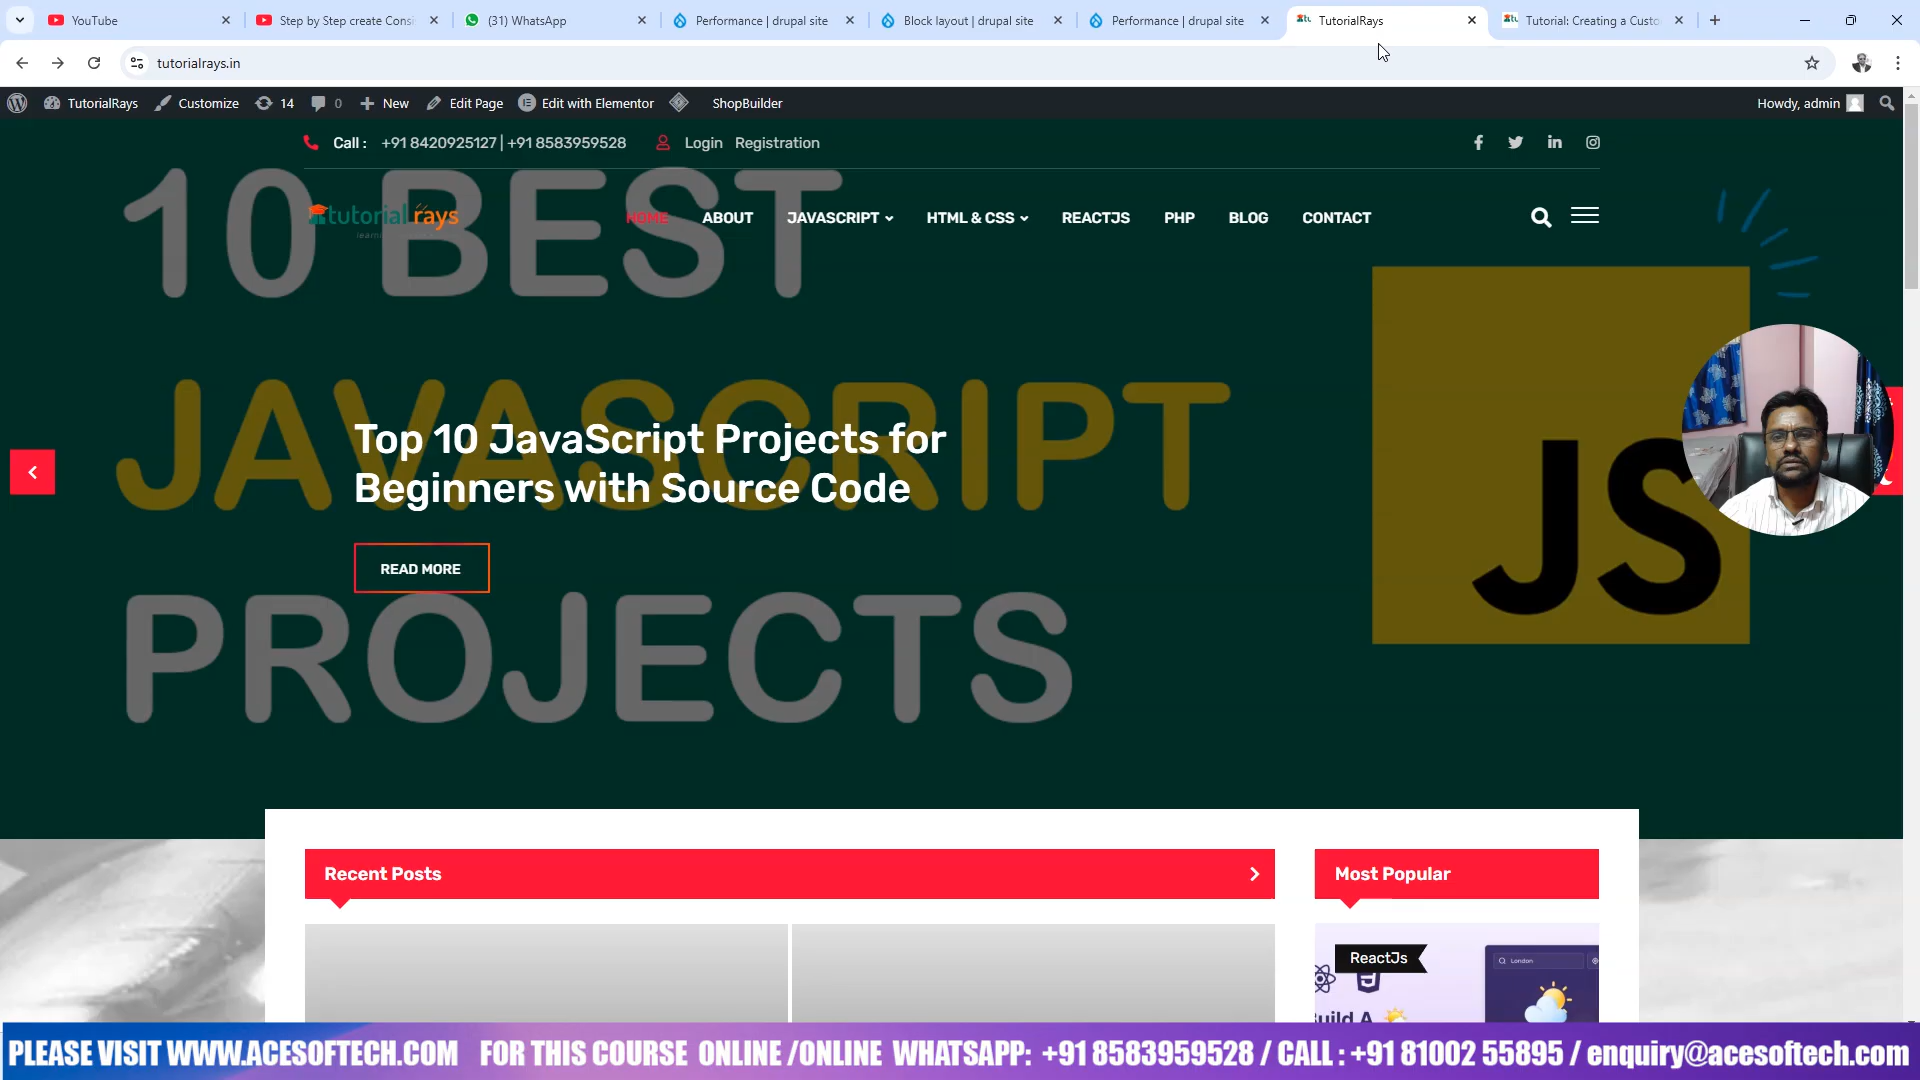 YouTube
Step by Step create Consi
(31) WhatsApp
Performance | drupal site
Block layout | drupal site
Performance | drupal site
TutorialRays
Tutorial: Creating a Custo
tutorialrays.in
TutorialRays
Customize
14
0
New
Edit Page
Edit with Elementor
ShopBuilder
Howdy, admin
Call :
+91 8420925127 | +91 8583959528
Login
Registration
10 BEST
tutorial rays
HOME
ABOUT
JAVASCRIPT
HTML & CSS
REACTJS
PHP
BLOG
CONTACT
JAVASCRIPT
JS
Top 10 JavaScript Projects for
Beginners with Source Code
READ MORE
PROJECTS
Recent Posts
Most Popular
ReactJs
London
uild A
PLEASE VISIT WWW.ACESOFTECH.COM FOR THIS COURSE ONLINE /ONLINE WHATSAPP: +91 8583959528 / CALL : +91 81002 55895 / enquiry@acesoftech.com